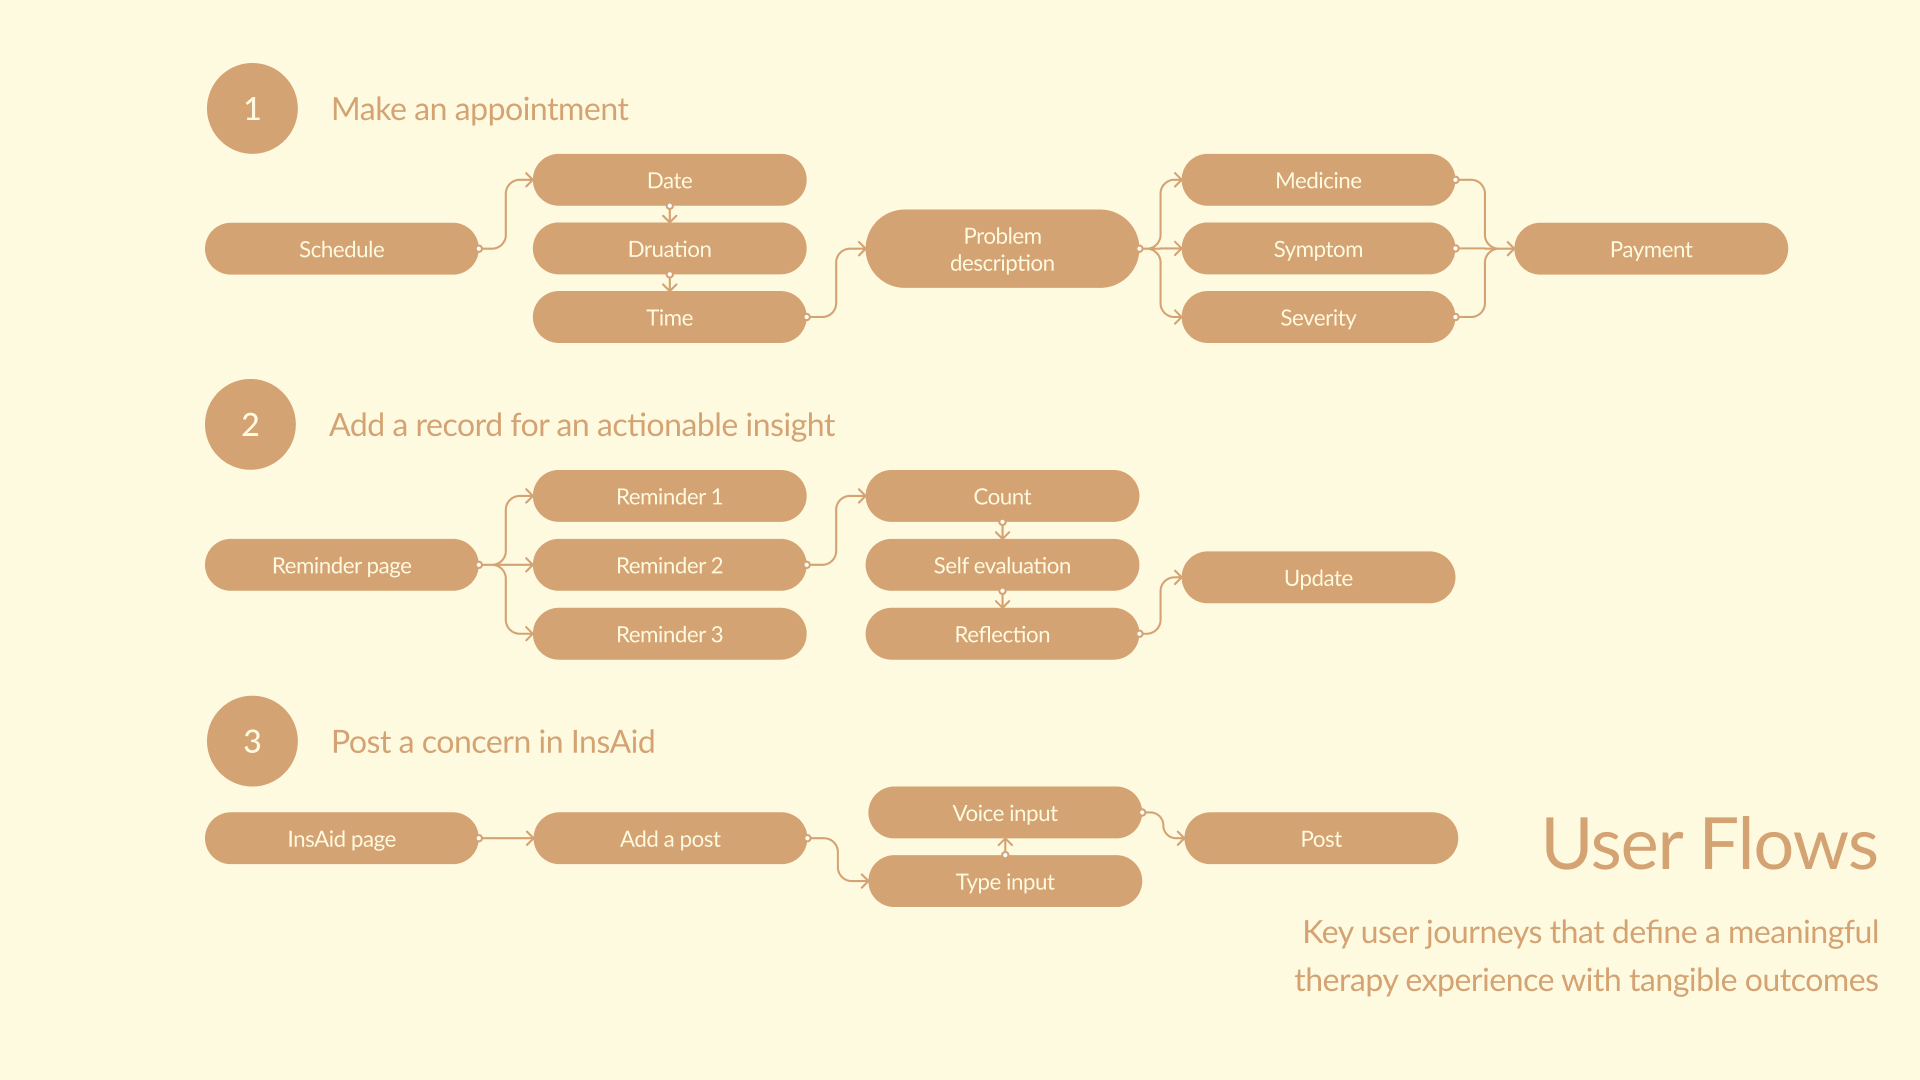 1
Make an appointment
Schedule
Date
Druation
Time
Problem
description
Medicine
Symptom
Severity
Payment
2
Add a record for an actionable insight
Reminder page
Reminder 1
Reminder 2
Reminder 3
Count
Self evaluation
Reflection
Update
3
Post a concern in InsAid
InsAid page
Add a post
Voice input
Type input
Post
User Flows
Key user journeys that define a meaningful
therapy experience with tangible outcomes